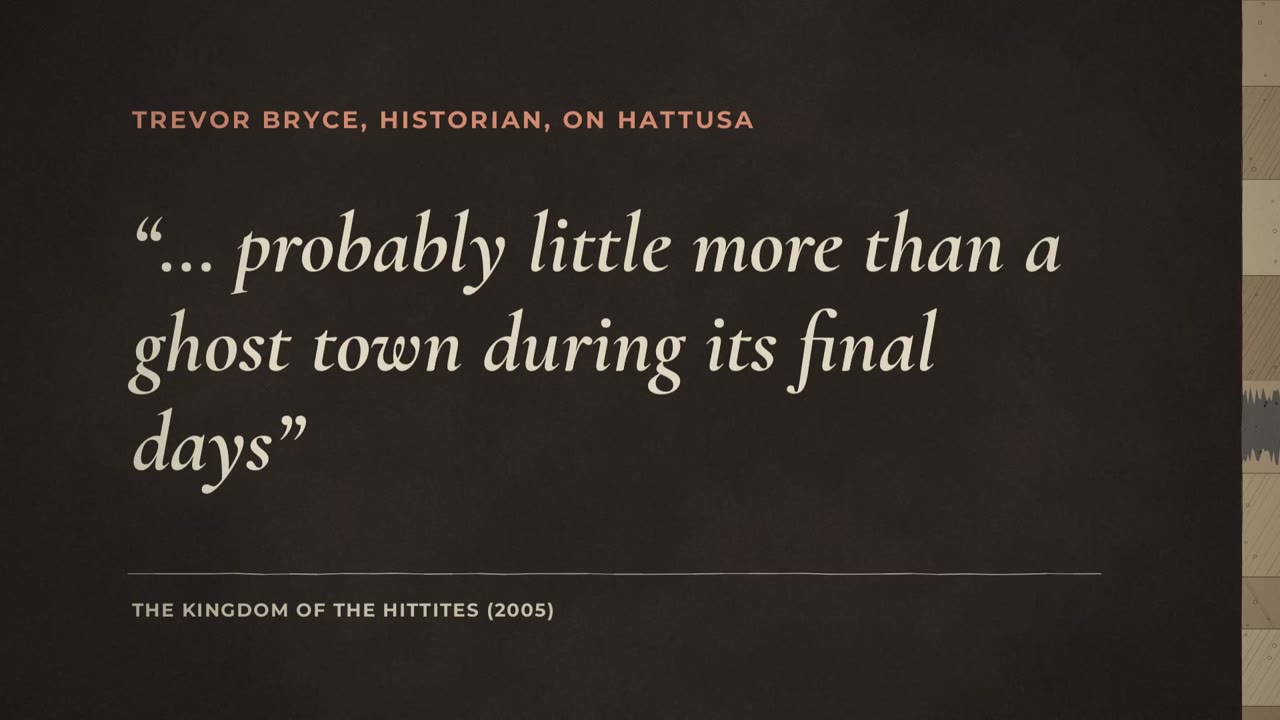 TREVOR BRYCE, HISTORIAN, ON HATTUSA
“... probably little more than a
ghost town during its final
days”
THE KINGDOM OF THE HITTITES (2005)